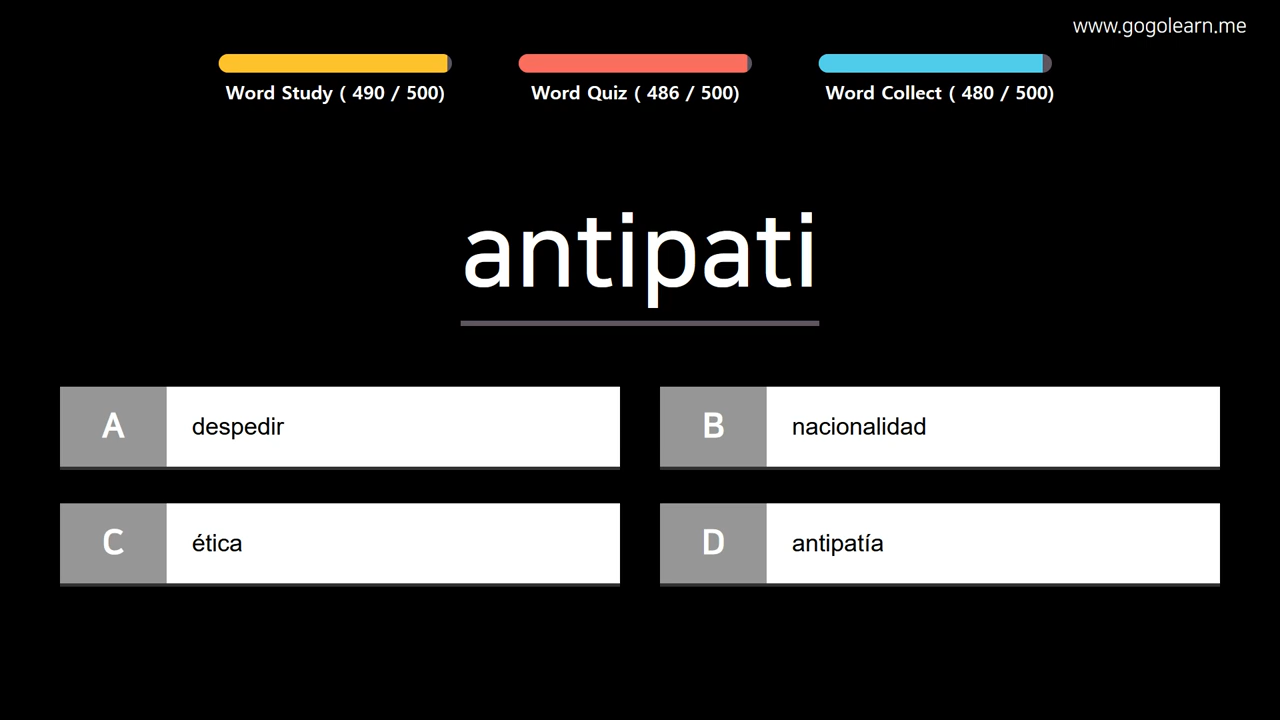 www.gogolearn.me
Word Study ( 490 / 500)
Word Quiz ( 486 / 500)
Word Collect ( 480 / 500)
antipati
A
despedir
B
nacionalidad
C
ética
D
antipatía